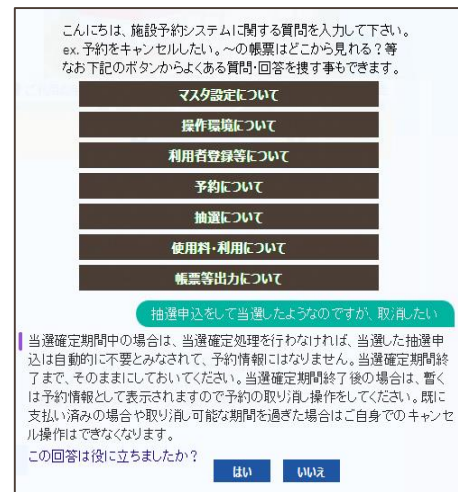 こんにちは、施設予約システムに関する質問を入力して下さい。
ex.予約をキャンセルしたい。～の帳票はどこから見れる？等
なお下記のボタンからよくある質問・回答を捜す事もできます。
マスタ設定について
操作環境について
利用者登録等について
予約について
抽選について
使用料・利用について
帳票等出力について
抽選申込をして当選したようなのですが、取消したい
当選確定期間中の場合は、当選確定処理を行わなければ、当選した抽選申
込は自動的に不要とみなされて、予約情報にはなりません。当選確定期間終
了まで、そのままにしておいてください。当選確定期間終了後の場合は、暫く
は予約情報として表示されますので予約の取り消し操作をしてください。既に
支払い済みの場合や取り消し可能な期間を過ぎた場合はご自身でのキャンセ
ル操作はできなくなります。
この回答は役に立ちましたか？
はい
いいえ